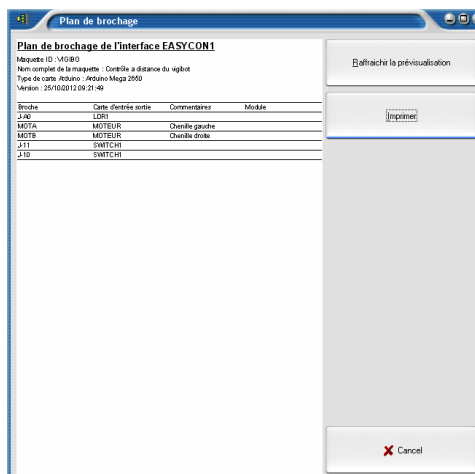 Plan de brochage
Plan de brochage de l'interface EASYCON1
Maquette ID : VIGIBO
Nom complet de la maquette : Contrôle a distance du vigibot
Type de carte Arduino : Arduino Mega 2560
Version : 25/10/2012 09:21:49
Broche Carte d'entrée sortie Commentaires Module
J-A0 LDR1
MOTA MOTEUR Chenille gauche
MOTB MOTEUR Chenille droite
J-11 SWITCH1
J-10 SWITCH1
Raffraichir la prévisualisation
Imprimer
Cancel